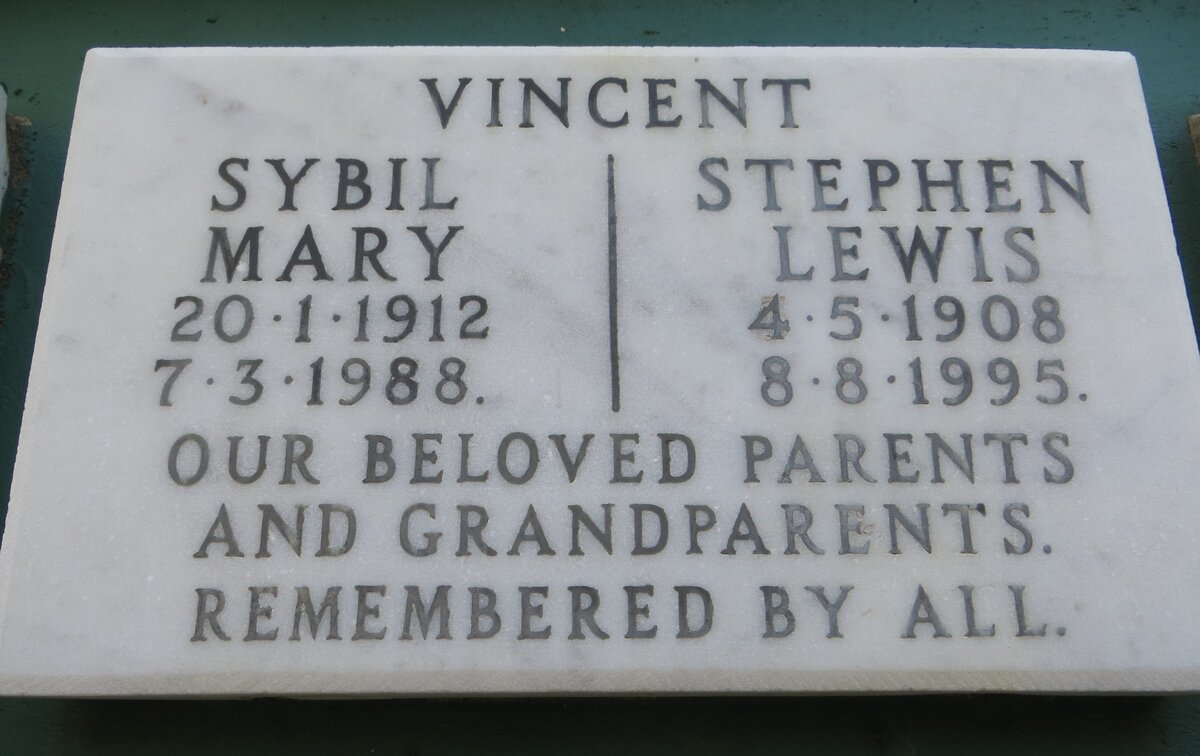 VINCENT
SYBIL
MARY
20·1·1912
7·3·1988.
STEPHEN
LEWIS
4·5·1908
8·8·1995.
OUR BELOVED PARENTS
AND GRANDPARENTS.
REMEMBERED BY ALL.